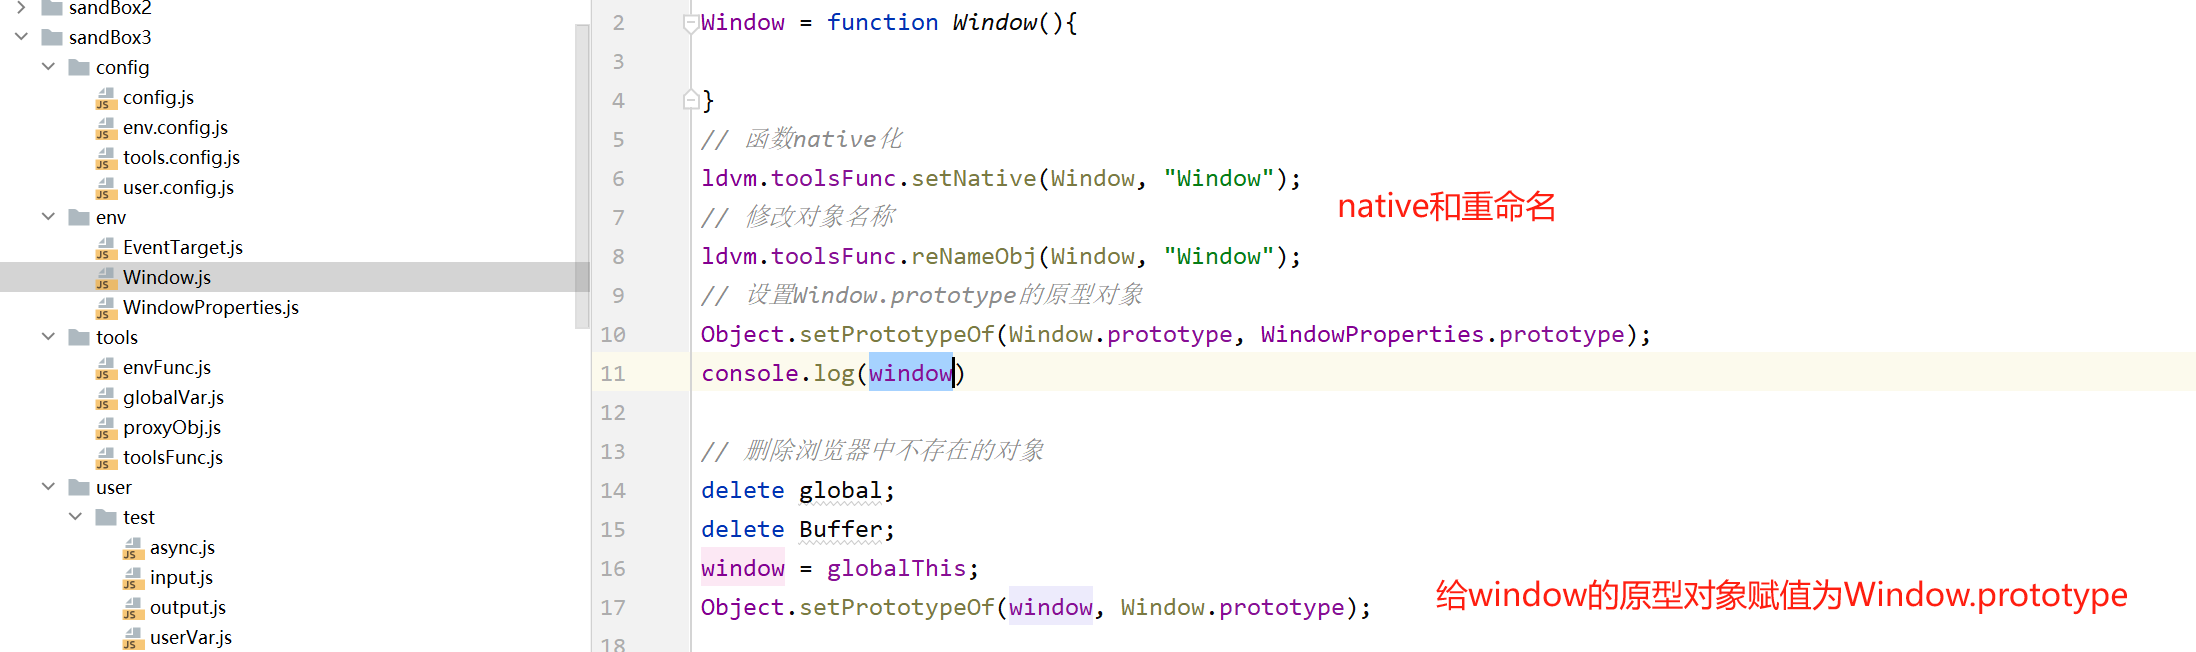 sandBox2
sandBox3
config
config.js
env.config.js
tools.config.js
user.config.js
env
EventTarget.js
Window.js
WindowProperties.js
tools
envFunc.js
globalVar.js
proxyObj.js
toolsFunc.js
user
test
async.js
input.js
output.js
userVar.js
2 Window = function Window(){
3
4 }
5 // 函数native化
6 ldvm.toolsFunc.setNative(Window, "Window");
7 // 修改对象名称
8 ldvm.toolsFunc.reNameObj(Window, "Window");
9 // 设置Window.prototype的原型对象
10 Object.setPrototypeOf(Window.prototype, WindowProperties.prototype);
11 console.log(window)
12
13 // 删除浏览器中不存在的对象
14 delete global;
15 delete Buffer;
16 window = globalThis;
17 Object.setPrototypeOf(window, Window.prototype);
18
native和重命名
给window的原型对象赋值为Window.prototype